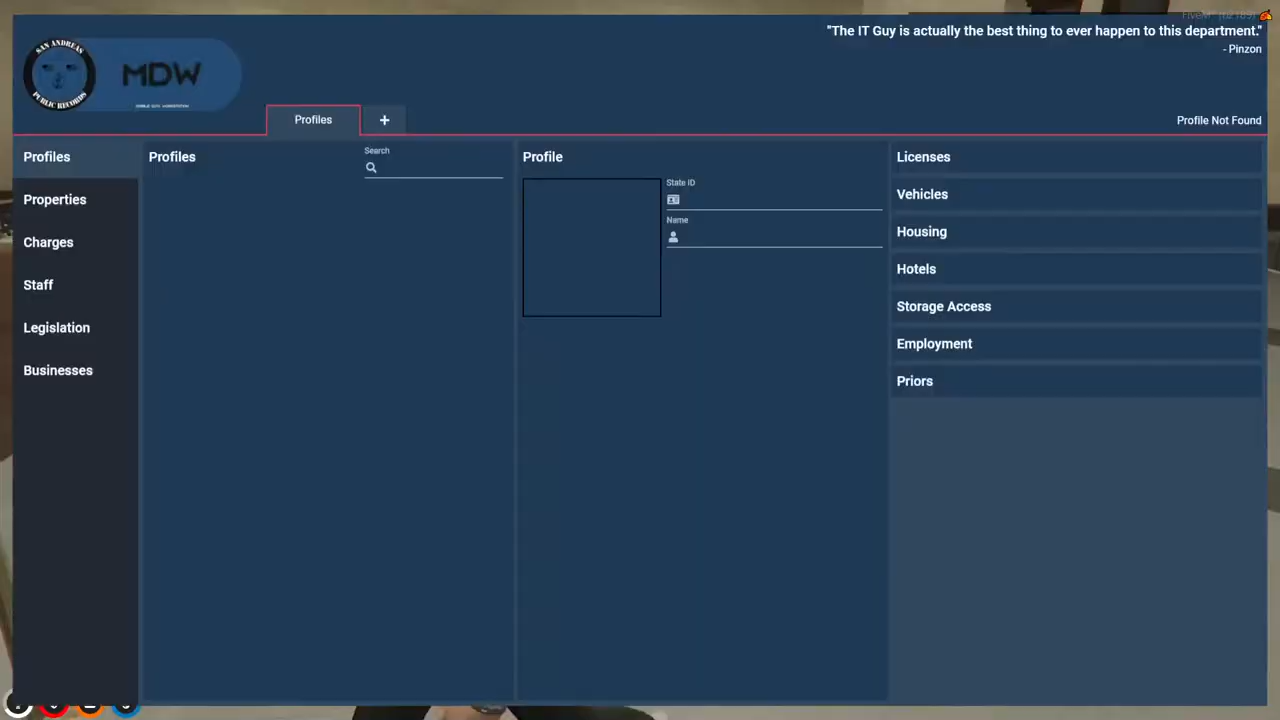 "The IT Guy is actually the best thing to ever happen to this department."
- Pinzon
SAN ANDREAS
PUBLIC RECORDS
MDW
Profiles
+
Profile Not Found
Profiles
Properties
Charges
Staff
Legislation
Businesses
Profiles
Search
Profile
State ID
Name
Licenses
Vehicles
Housing
Hotels
Storage Access
Employment
Priors